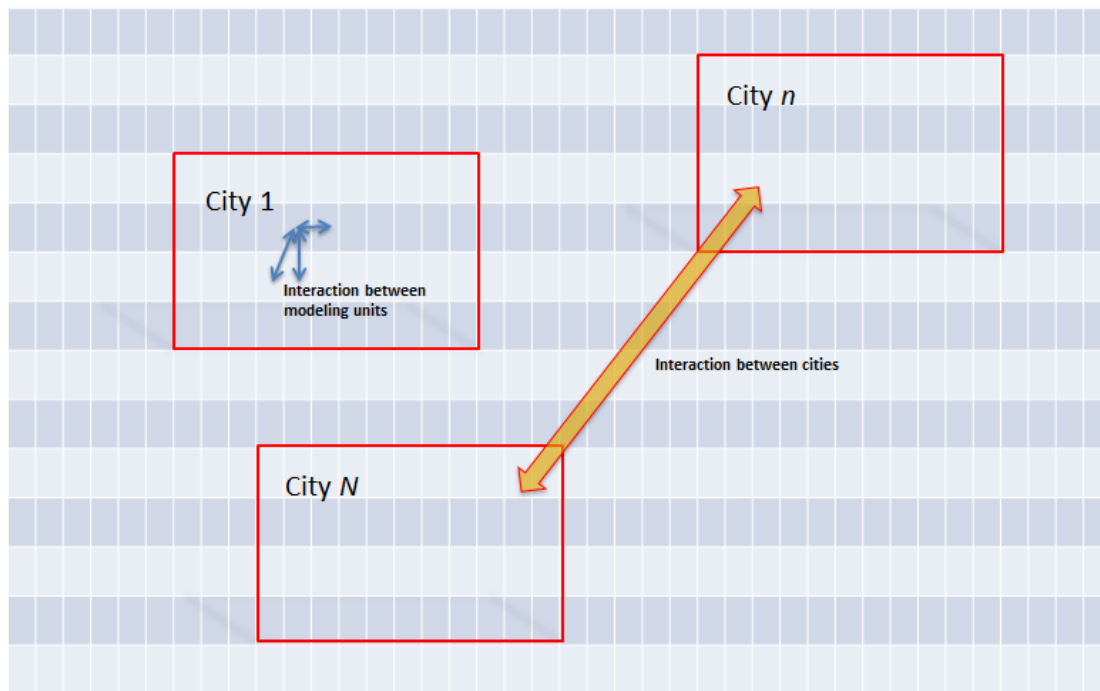 City n
City 1
Interaction between
modeling units
Interaction between cities
City N